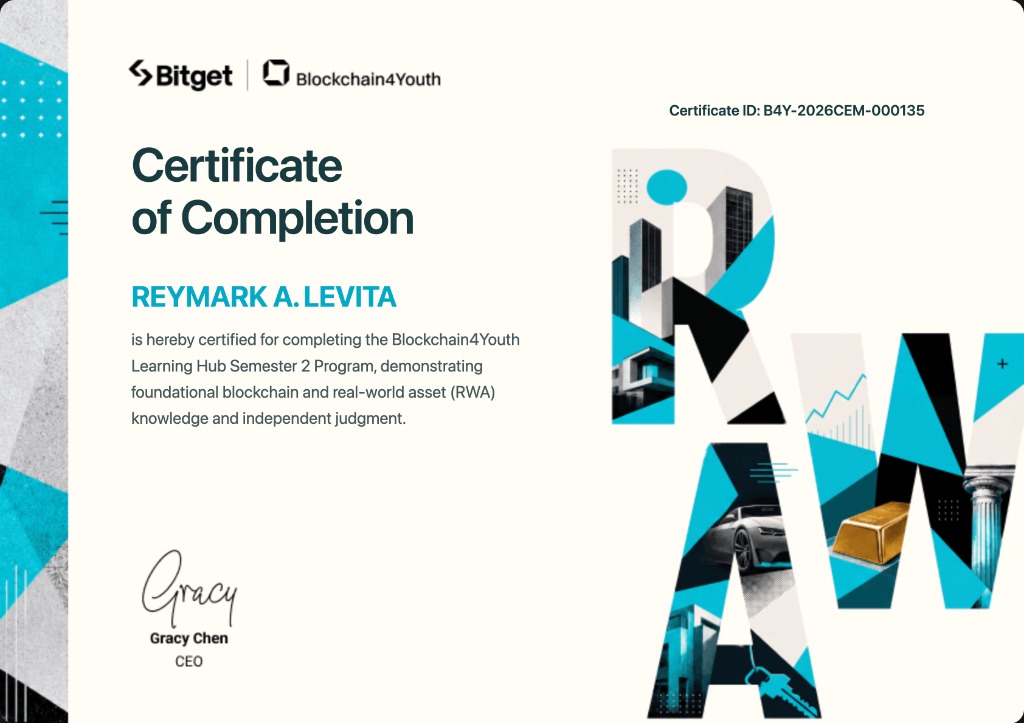 Bitget | Blockchain4Youth
Certificate ID: B4Y-2026CEM-000135
Certificate
of Completion
REYMARK A. LEVITA
is hereby certified for completing the Blockchain4Youth
Learning Hub Semester 2 Program, demonstrating
foundational blockchain and real-world asset (RWA)
knowledge and independent judgment.
RWA
Gracy
Gracy Chen
CEO